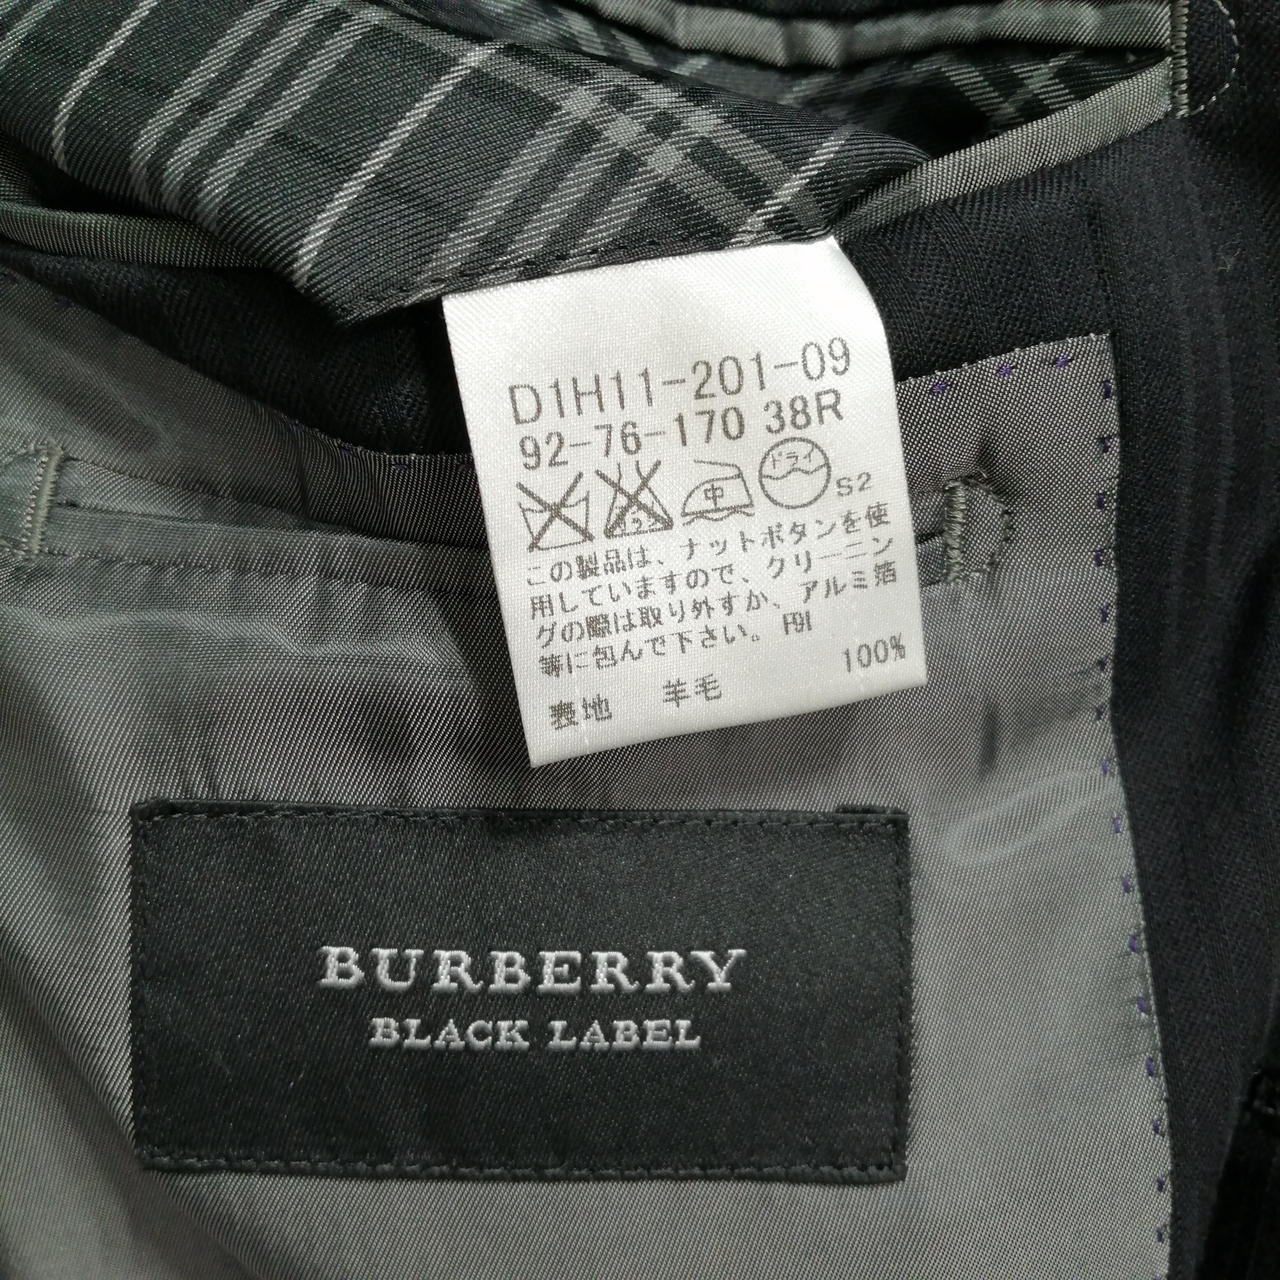 D1H11-201-09
92-76-170 38R
エンソ
中
ドライ
S2
この製品は、ナットボタンを使
用していますので、クリーニン
グの際は取り外すか、アルミ箔
等に包んで下さい。
表地 羊毛 100%
BURBERRY
BLACK LABEL